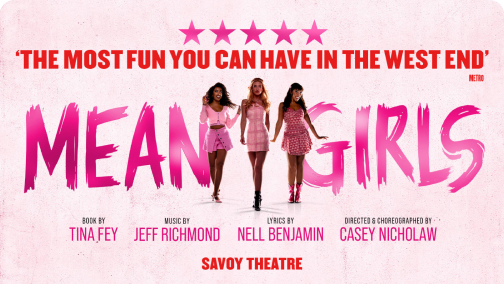 'THE MOST FUN YOU CAN HAVE IN THE WEST END'
METRO
MEAN GIRLS
BOOK BY
TINA FEY
MUSIC BY
JEFF RICHMOND
LYRICS BY
NELL BENJAMIN
DIRECTED & CHOREOGRAPHED BY
CASEY NICHOLAW
SAVOY THEATRE